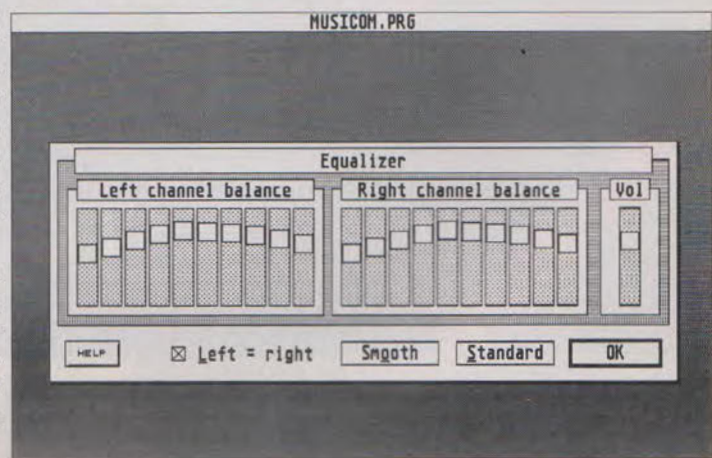 MUSICOM.PRG
Equalizer
Left channel balance
Right channel balance
Vol
HELP
Left = right
Smooth
Standard
OK